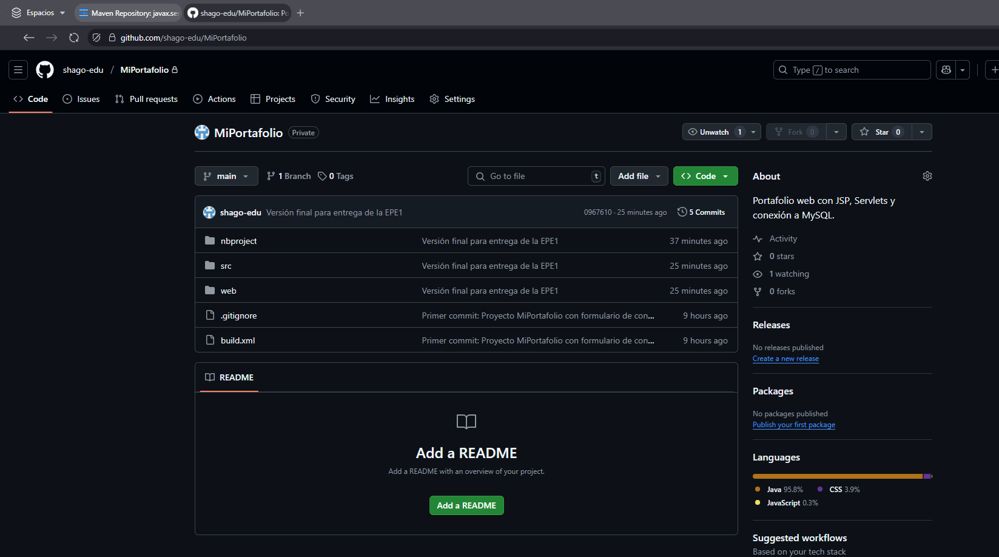 Espacios
Maven Repository: javax.ser
shago-edu/MiPortafolio: Po
github.com/shago-edu/MiPortafolio
shago-edu / MiPortafolio
Type / to search
Code
Issues
Pull requests
Actions
Projects
Security
Insights
Settings
MiPortafolio Private
Unwatch 1
Fork 0
Star 0
main
1 Branch
0 Tags
Go to file t
Add file
Code
shago-edu Versión final para entrega de la EPE1 0967610 · 25 minutes ago 5 Commits
nbproject Versión final para entrega de la EPE1 37 minutes ago
src Versión final para entrega de la EPE1 25 minutes ago
web Versión final para entrega de la EPE1 25 minutes ago
.gitignore Primer commit: Proyecto MiPortafolio con formulario de con... 9 hours ago
build.xml Primer commit: Proyecto MiPortafolio con formulario de con... 9 hours ago
README
Add a README
Add a README with an overview of your project.
Add a README
About
Portafolio web con JSP, Servlets y
conexión a MySQL.
Activity
0 stars
1 watching
0 forks
Releases
No releases published
Create a new release
Packages
No packages published
Publish your first package
Languages
Java 95.8% CSS 3.9%
JavaScript 0.3%
Suggested workflows
Based on your tech stack